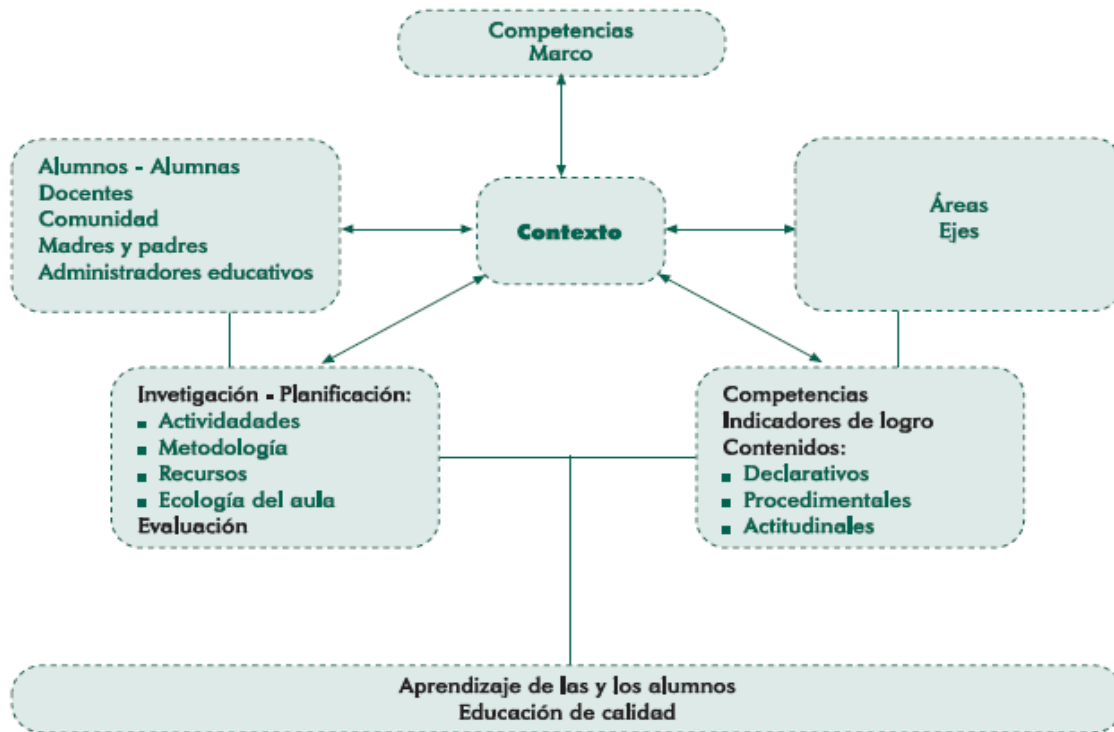 Competencias
Marco
Alumnos - Alumnas
Docentes
Comunidad
Madres y padres
Administradores educativos
Contexto
Áreas
Ejes
Invetigación - Planificación:
▪ Actividadades
▪ Metodología
▪ Recursos
▪ Ecología del aula
Evaluación
Competencias
Indicadores de logro
Contenidos:
▪ Declarativos
▪ Procedimentales
▪ Actitudinales
Aprendizaje de las y los alumnos
Educación de calidad